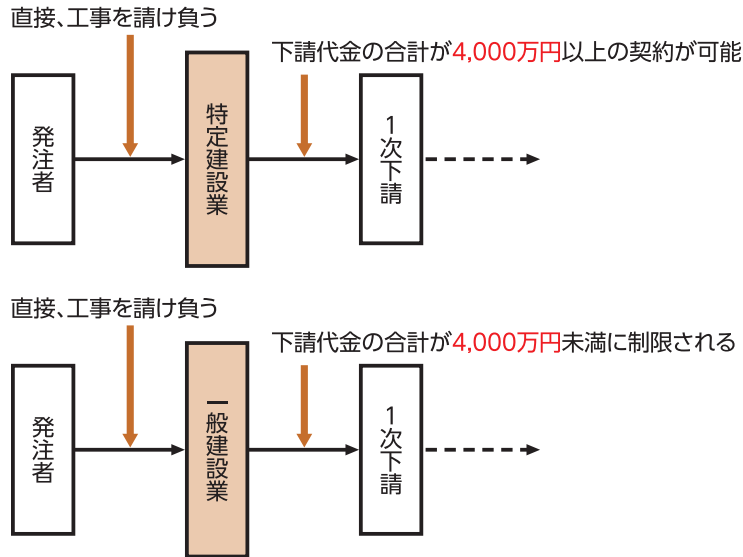 直接、工事を請け負う
下請代金の合計が4,000万円以上の契約が可能
発注者
特定建設業
1次下請
直接、工事を請け負う
下請代金の合計が4,000万円未満に制限される
発注者
一般建設業
1次下請